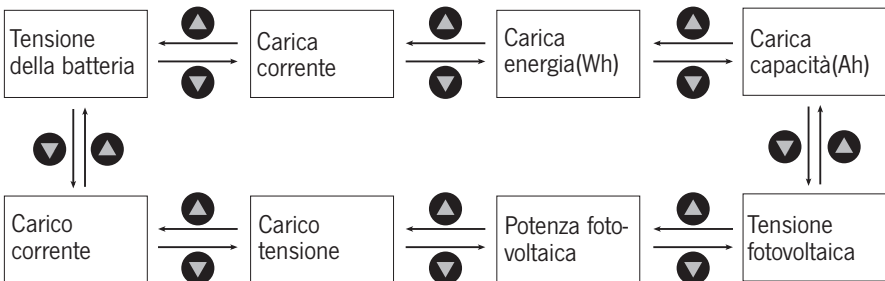 Tensione
della batteria
Carica
corrente
Carica
energia(Wh)
Carica
capacità(Ah)
Carico
corrente
Carico
tensione
Potenza foto-
voltaica
Tensione
fotovoltaica